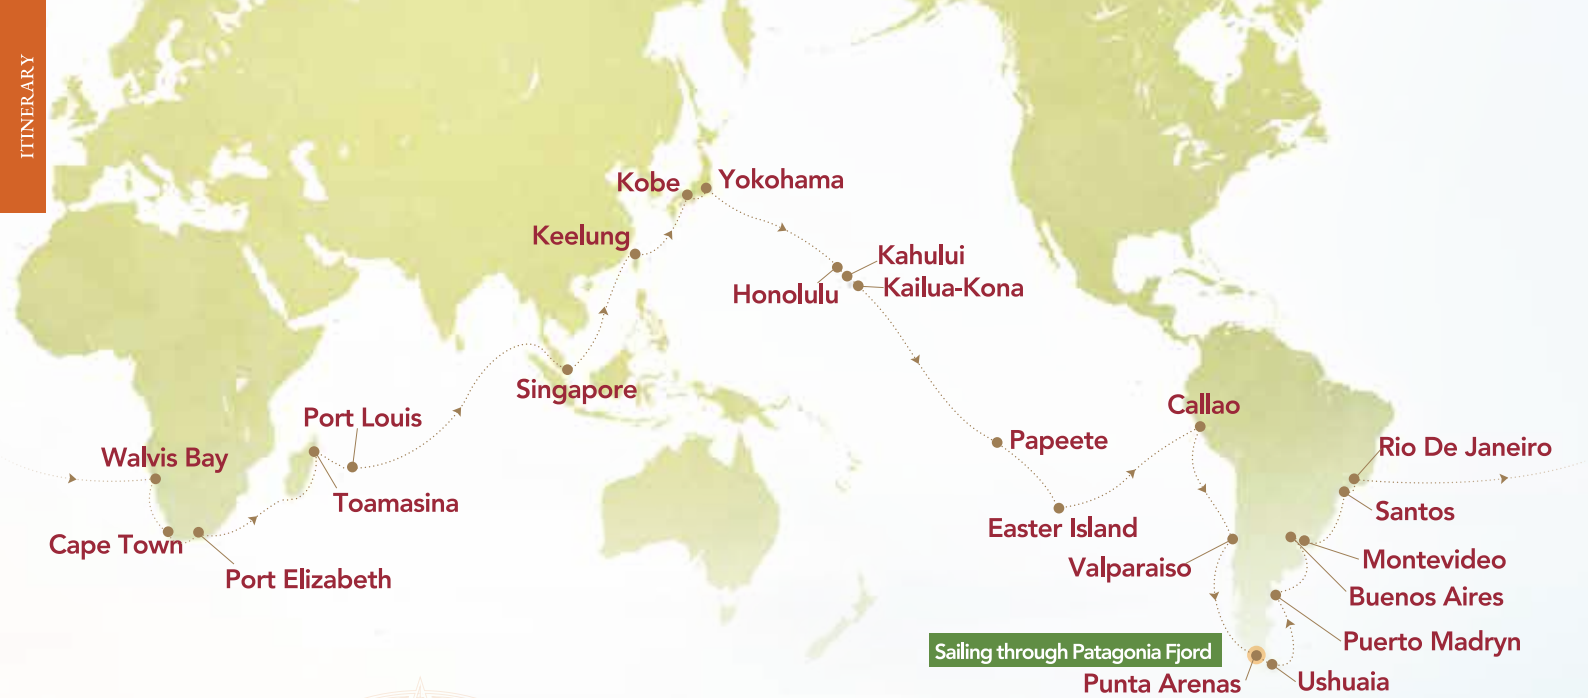 ITINERARY
Kobe
Yokohama
Keelung
Kahului
Honolulu
Kailua-Kona
Singapore
Port Louis
Callao
Walvis Bay
Papeete
Rio De Janeiro
Toamasina
Santos
Easter Island
Cape Town
Valparaiso
Montevideo
Port Elizabeth
Buenos Aires
Puerto Madryn
Sailing through Patagonia Fjord
Punta Arenas
Ushuaia